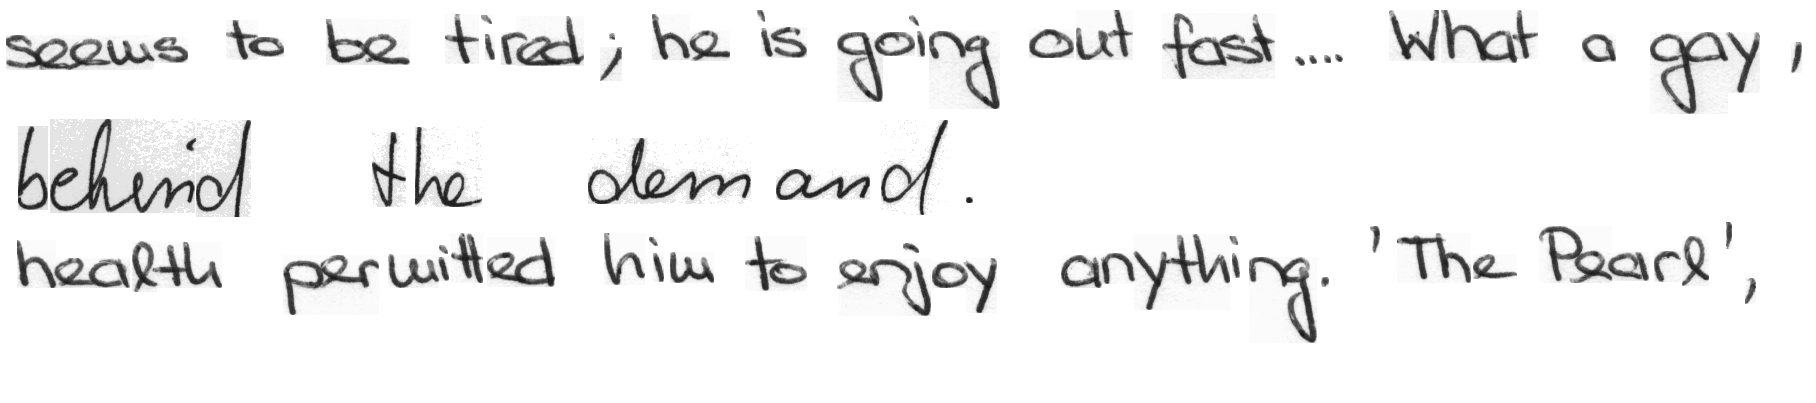 seems to be tired; he is going out fast.... What a gay,
behind the demand.
health permitted him to enjoy anything. 'The Pearl',